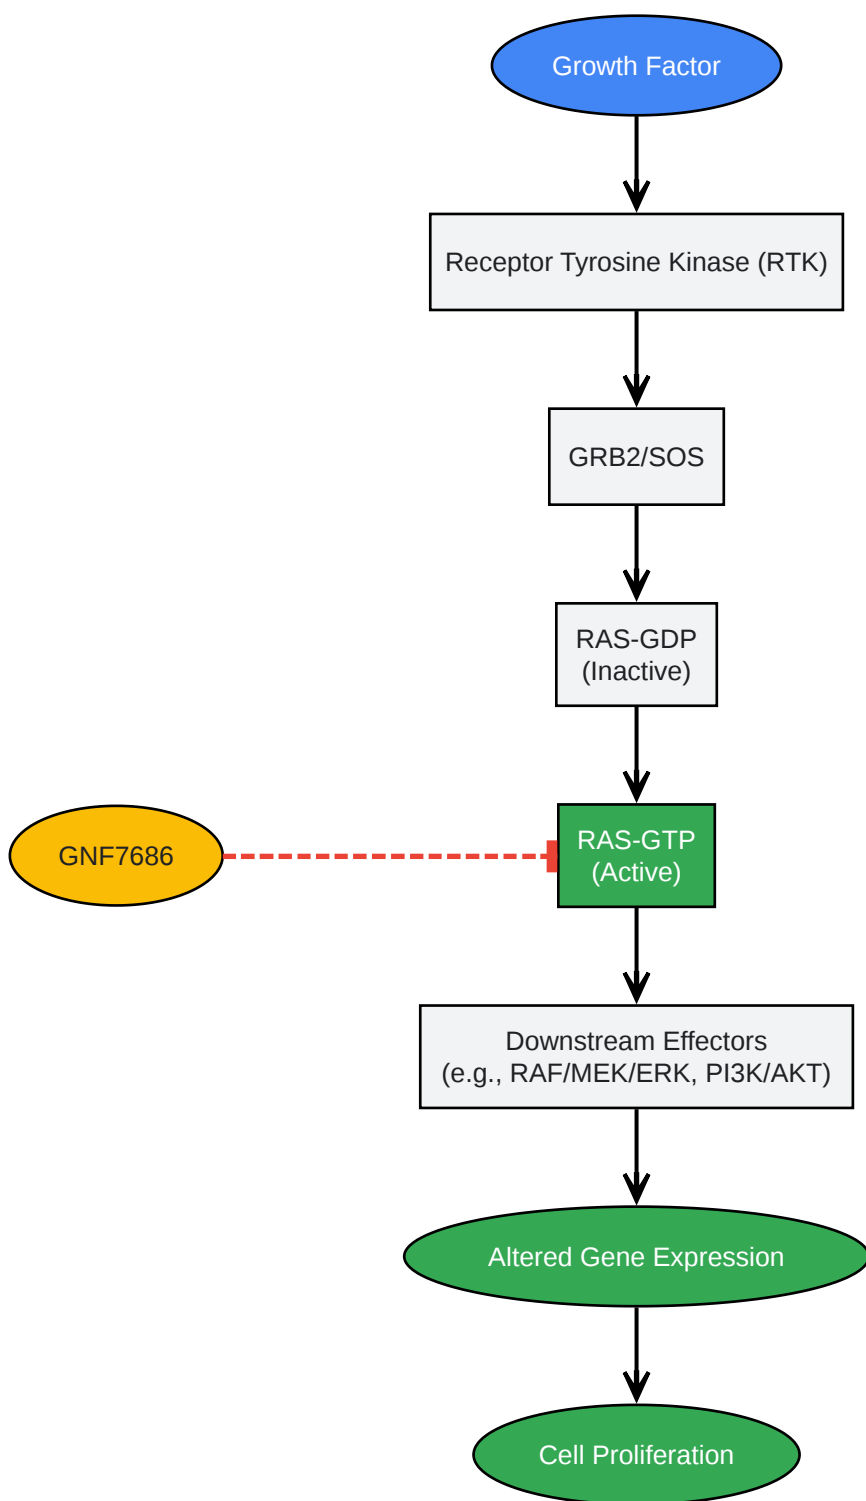 Growth Factor
Receptor Tyrosine Kinase (RTK)
GRB2/SOS
RAS-GDP
(Inactive)
GNF7686
RAS-GTP
(Active)
Downstream Effectors
(e.g., RAF/MEK/ERK, PI3K/AKT)
Altered Gene Expression
Cell Proliferation